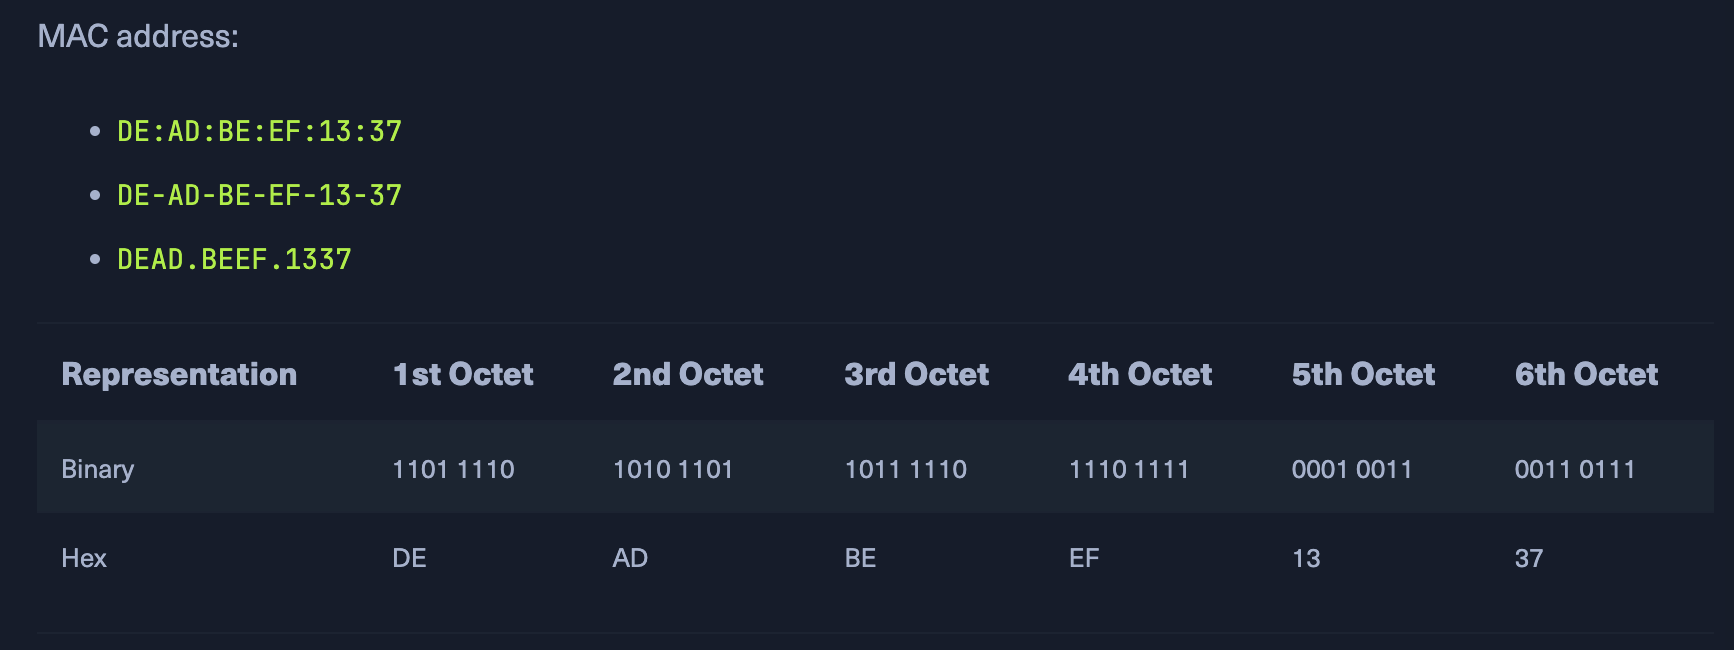 MAC address:
DE:AD:BE:EF:13:37
DE-AD-BE-EF-13-37
DEAD.BEEF.1337
Representation 1st Octet 2nd Octet 3rd Octet 4th Octet 5th Octet 6th Octet
Binary 1101 1110 1010 1101 1011 1110 1110 1111 0001 0011 0011 0111
Hex DE AD BE EF 13 37